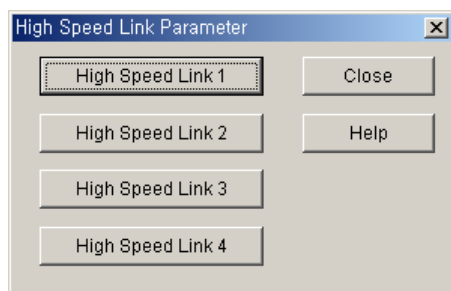 High Speed Link Parameter
High Speed Link 1
Close
High Speed Link 2
Help
High Speed Link 3
High Speed Link 4